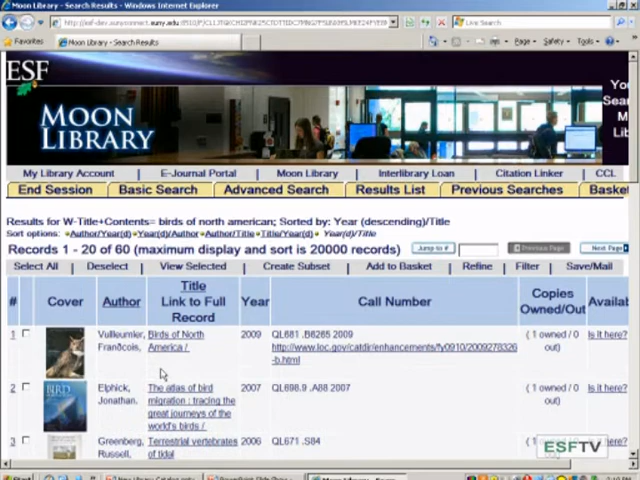 Moon Library - Search Results - Windows Internet Explorer
Live Search
Favorites Moon Library - Search Results
Page Safety Tools
ESF
MOON
LIBRARY
My Library Account | E-Journal Portal | Moon Library | Interlibrary Loan | Citation Linker | CCL
End Session Basic Search Advanced Search Results List Previous Searches Basket
Results for W-Title+Contents= birds of north american; Sorted by: Year (descending)/Title
Sort options: Author/Year(d) Year(d)/Author Author/Title Title/Year(d) Year(d)/Title
Records 1 - 20 of 60 (maximum display and sort is 20000 records) Jump to # Previous Page Next Page
Select All | Deselect | View Selected | Create Subset | Add to Basket | Refine | Filter | Save/Mail
# Cover Author Title Link to Full Record Year Call Number Copies Owned/Out Availab
1 Vuilleumier, Birds of North America / 2009 QL681 .B6265 2009 ( 1 owned / 0 out) Is it here?
2 Elphick, Jonathan. The atlas of bird migration : tracing the great journeys of the world's birds / 2007 QL698.9 .A88 2007 ( 1 owned / 0 out) Is it here?
3 Greenberg, Russell, Terrestrial vertebrates of tidal 2006 QL671 .S84 ( 1 owned / 0 Is it here?
ESFTV